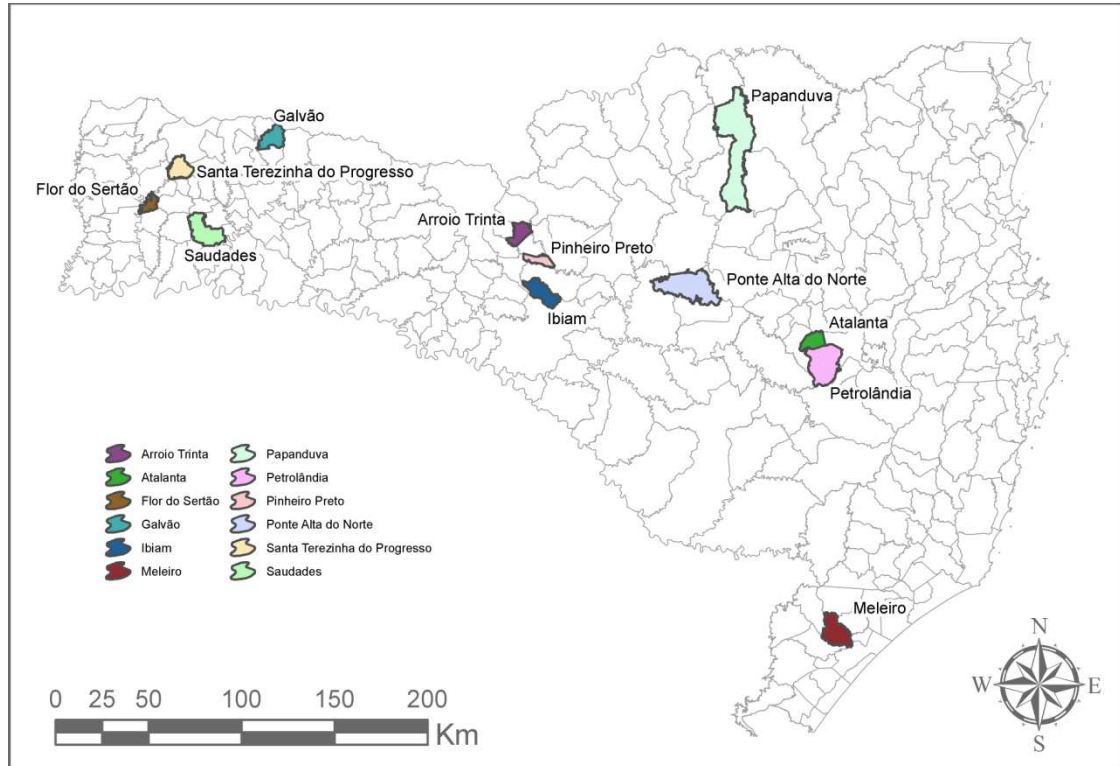 Papanduva
Galvão
Santa Terezinha do Progresso
Flor do Sertão
Arroio Trinta
Pinheiro Preto
Saudades
Ponte Alta do Norte
Ibiam
Atalanta
Petrolândia
Arroio Trinta
Atalanta
Flor do Sertão
Galvão
Ibiam
Meleiro
Papanduva
Petrolândia
Pinheiro Preto
Ponte Alta do Norte
Santa Terezinha do Progresso
Saudades
Meleiro
N
W E
S
0 25 50 100 150 200
Km